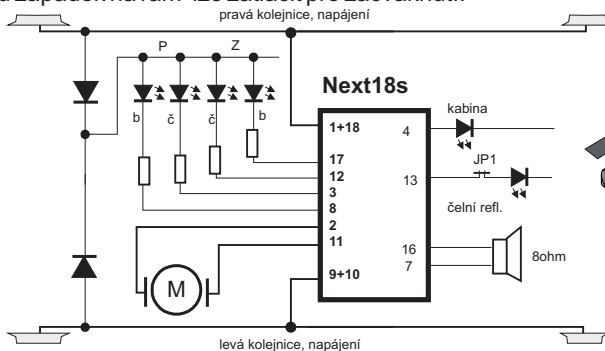 pravá kolejnice, napájení
P Z
Next18s
b č č b
1+18
17
12
3
8
2
11
9+10
4
13
16
7
kabina
JP1
čelní refl.
8ohm
M
levá kolejnice, napájení